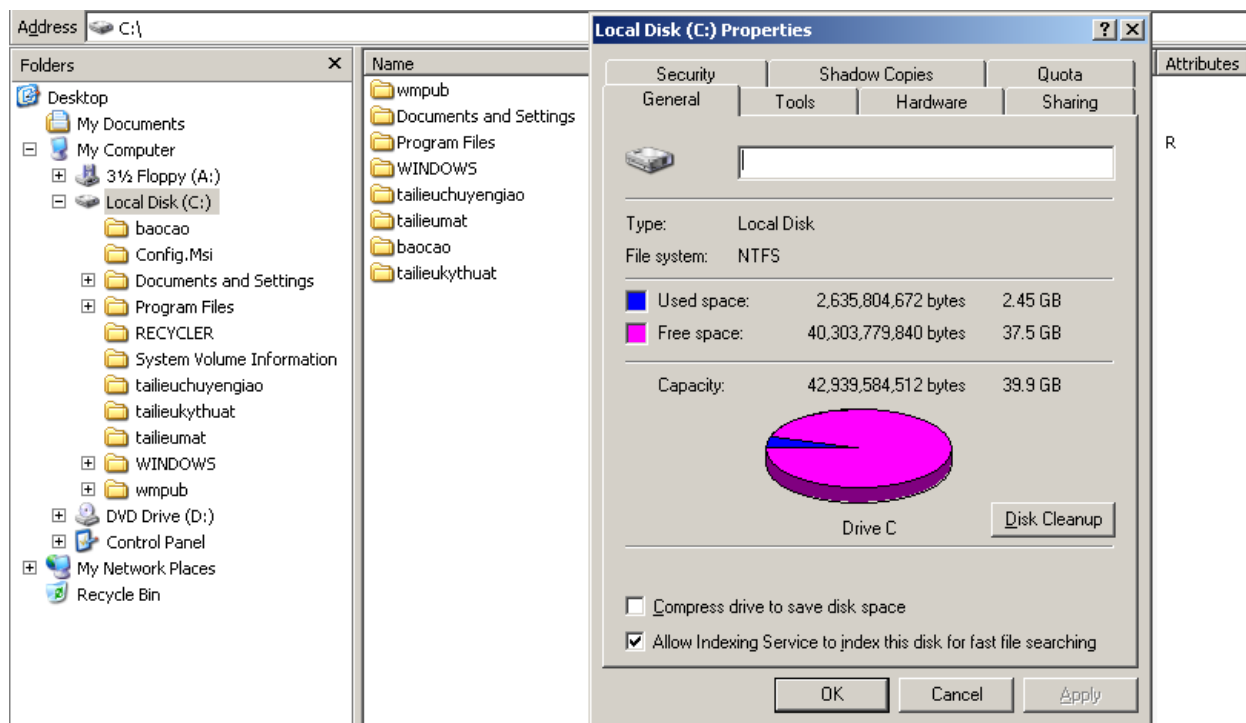 Address C:\
Folders
Desktop
My Documents
My Computer
3½ Floppy (A:)
Local Disk (C:)
baocao
Config.Msi
Documents and Settings
Program Files
RECYCLER
System Volume Information
tailieuchuyengiao
tailieukythuat
tailieumat
WINDOWS
wmpub
DVD Drive (D:)
Control Panel
My Network Places
Recycle Bin
Name
wmpub
Documents and Settings
Program Files
WINDOWS
tailieuchuyengiao
tailieumat
baocao
tailieukythuat
Local Disk (C:) Properties
Security Shadow Copies Quota
General Tools Hardware Sharing
Type: Local Disk
File system: NTFS
Used space: 2,635,804,672 bytes 2.45 GB
Free space: 40,303,779,840 bytes 37.5 GB
Capacity: 42,939,584,512 bytes 39.9 GB
Drive C
Disk Cleanup
Compress drive to save disk space
Allow Indexing Service to index this disk for fast file searching
OK Cancel Apply
Attributes
R